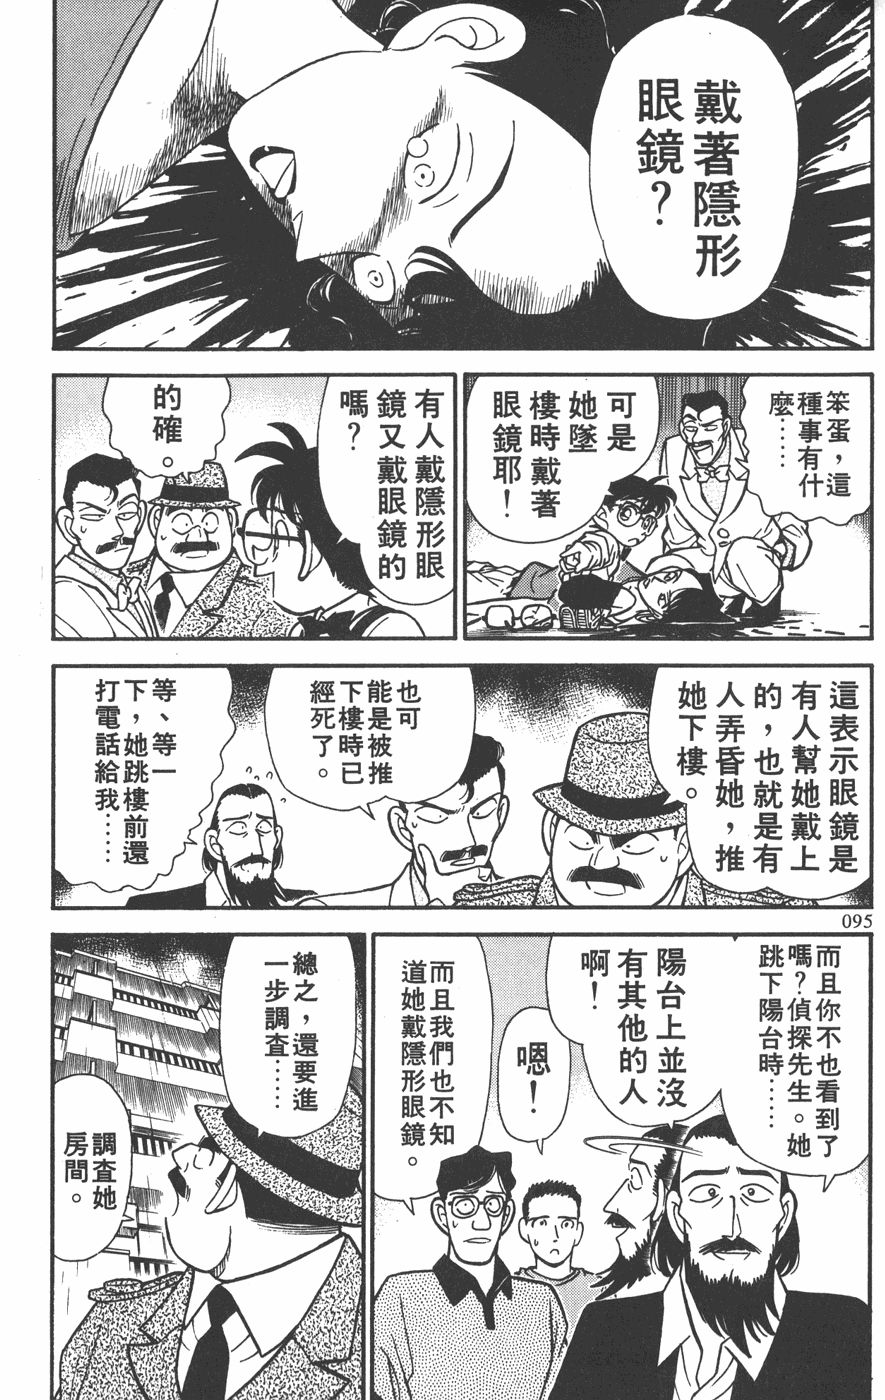 戴著隱形
眼鏡？
笨蛋，這
種事有什
麼……
可是
她墜
樓時戴著
眼鏡耶！
有人戴隱形眼
鏡又戴眼鏡的
嗎？
的確。
這表示眼鏡是
有人幫她戴上
的，也就是有
人弄昏她，推
她下樓。
也可
能是被推
下樓時已
經死了。
等、等一
下，她跳樓前還
打電話給我……
095
而且你不也看到了
嗎？偵探先生。她
跳下陽台時……
陽台上並沒
有其他的人
啊！
嗯！
而且我們也不知
道她戴隱形眼鏡。
總之，還要進
一步調查……
調查她
房間。